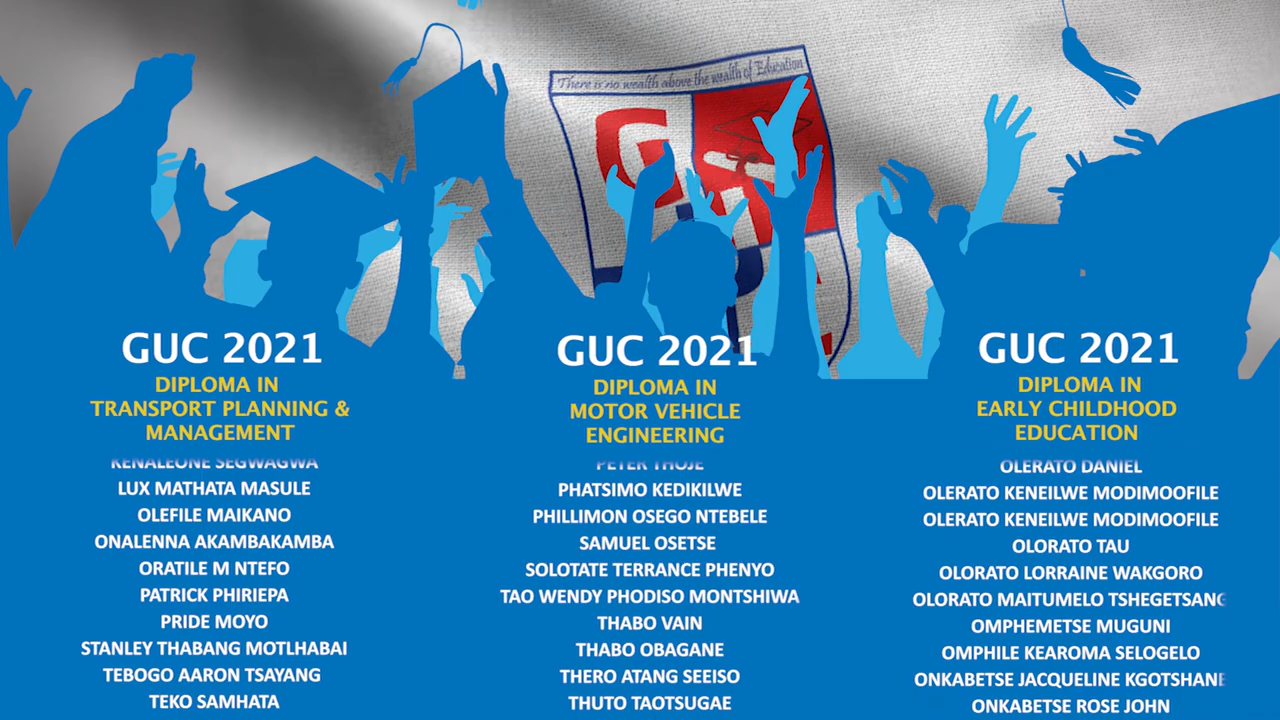 There is no wealth above the wealth of Education
GUC 2021
DIPLOMA IN
TRANSPORT PLANNING &
MANAGEMENT
KENALEONE SEGWAGWA
LUX MATHATA MASULE
OLEFILE MAIKANO
ONALENNA AKAMBAKAMBA
ORATILE M NTEFO
PATRICK PHIRIEPA
PRIDE MOYO
STANLEY THABANG MOTLHABAI
TEBOGO AARON TSAYANG
TEKO SAMHATA
GUC 2021
DIPLOMA IN
MOTOR VEHICLE
ENGINEERING
PETER THOJE
PHATSIMO KEDIKILWE
PHILLIMON OSEGO NTEBELE
SAMUEL OSETSE
SOLOTATE TERRANCE PHENYO
TAO WENDY PHODISO MONTSHIWA
THABO VAIN
THABO OBAGANE
THERO ATANG SEEISO
THUTO TAOTSUGAE
GUC 2021
DIPLOMA IN
EARLY CHILDHOOD
EDUCATION
OLERATO DANIEL
OLERATO KENEILWE MODIMOOFILE
OLERATO KENEILWE MODIMOOFILE
OLORATO TAU
OLORATO LORRAINE WAKGORO
OLORATO MAITUMELO TSHEGETSANG
OMPHEMETSE MUGUNI
OMPHILE KEAROMA SELOGELO
ONKABETSE JACQUELINE KGOTSHANE
ONKABETSE ROSE JOHN